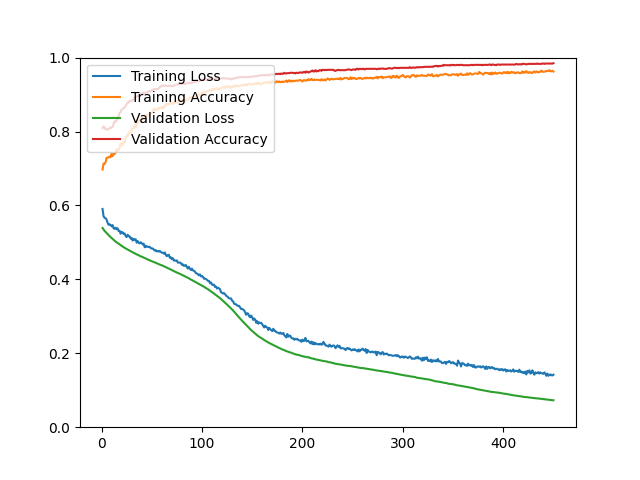 1.0
0.8
0.6
0.4
0.2
0.0
Training Loss
Training Accuracy
Validation Loss
Validation Accuracy
0 100 200 300 400